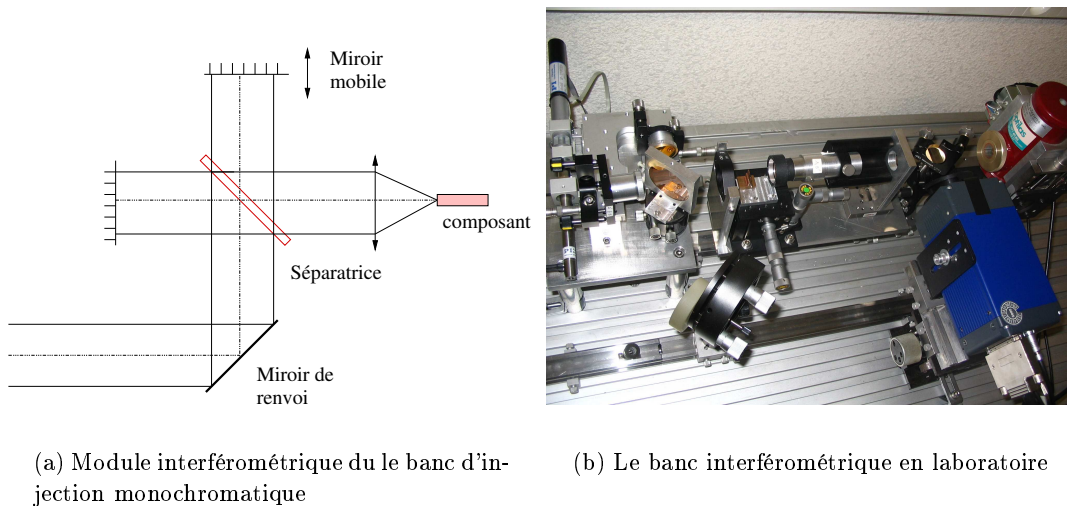 Miroir
mobile
composant
Séparatrice
Miroir de
renvoi
(a) Module interférométrique du le banc d'in-
jection monochromatique
(b) Le banc interférométrique en laboratoire